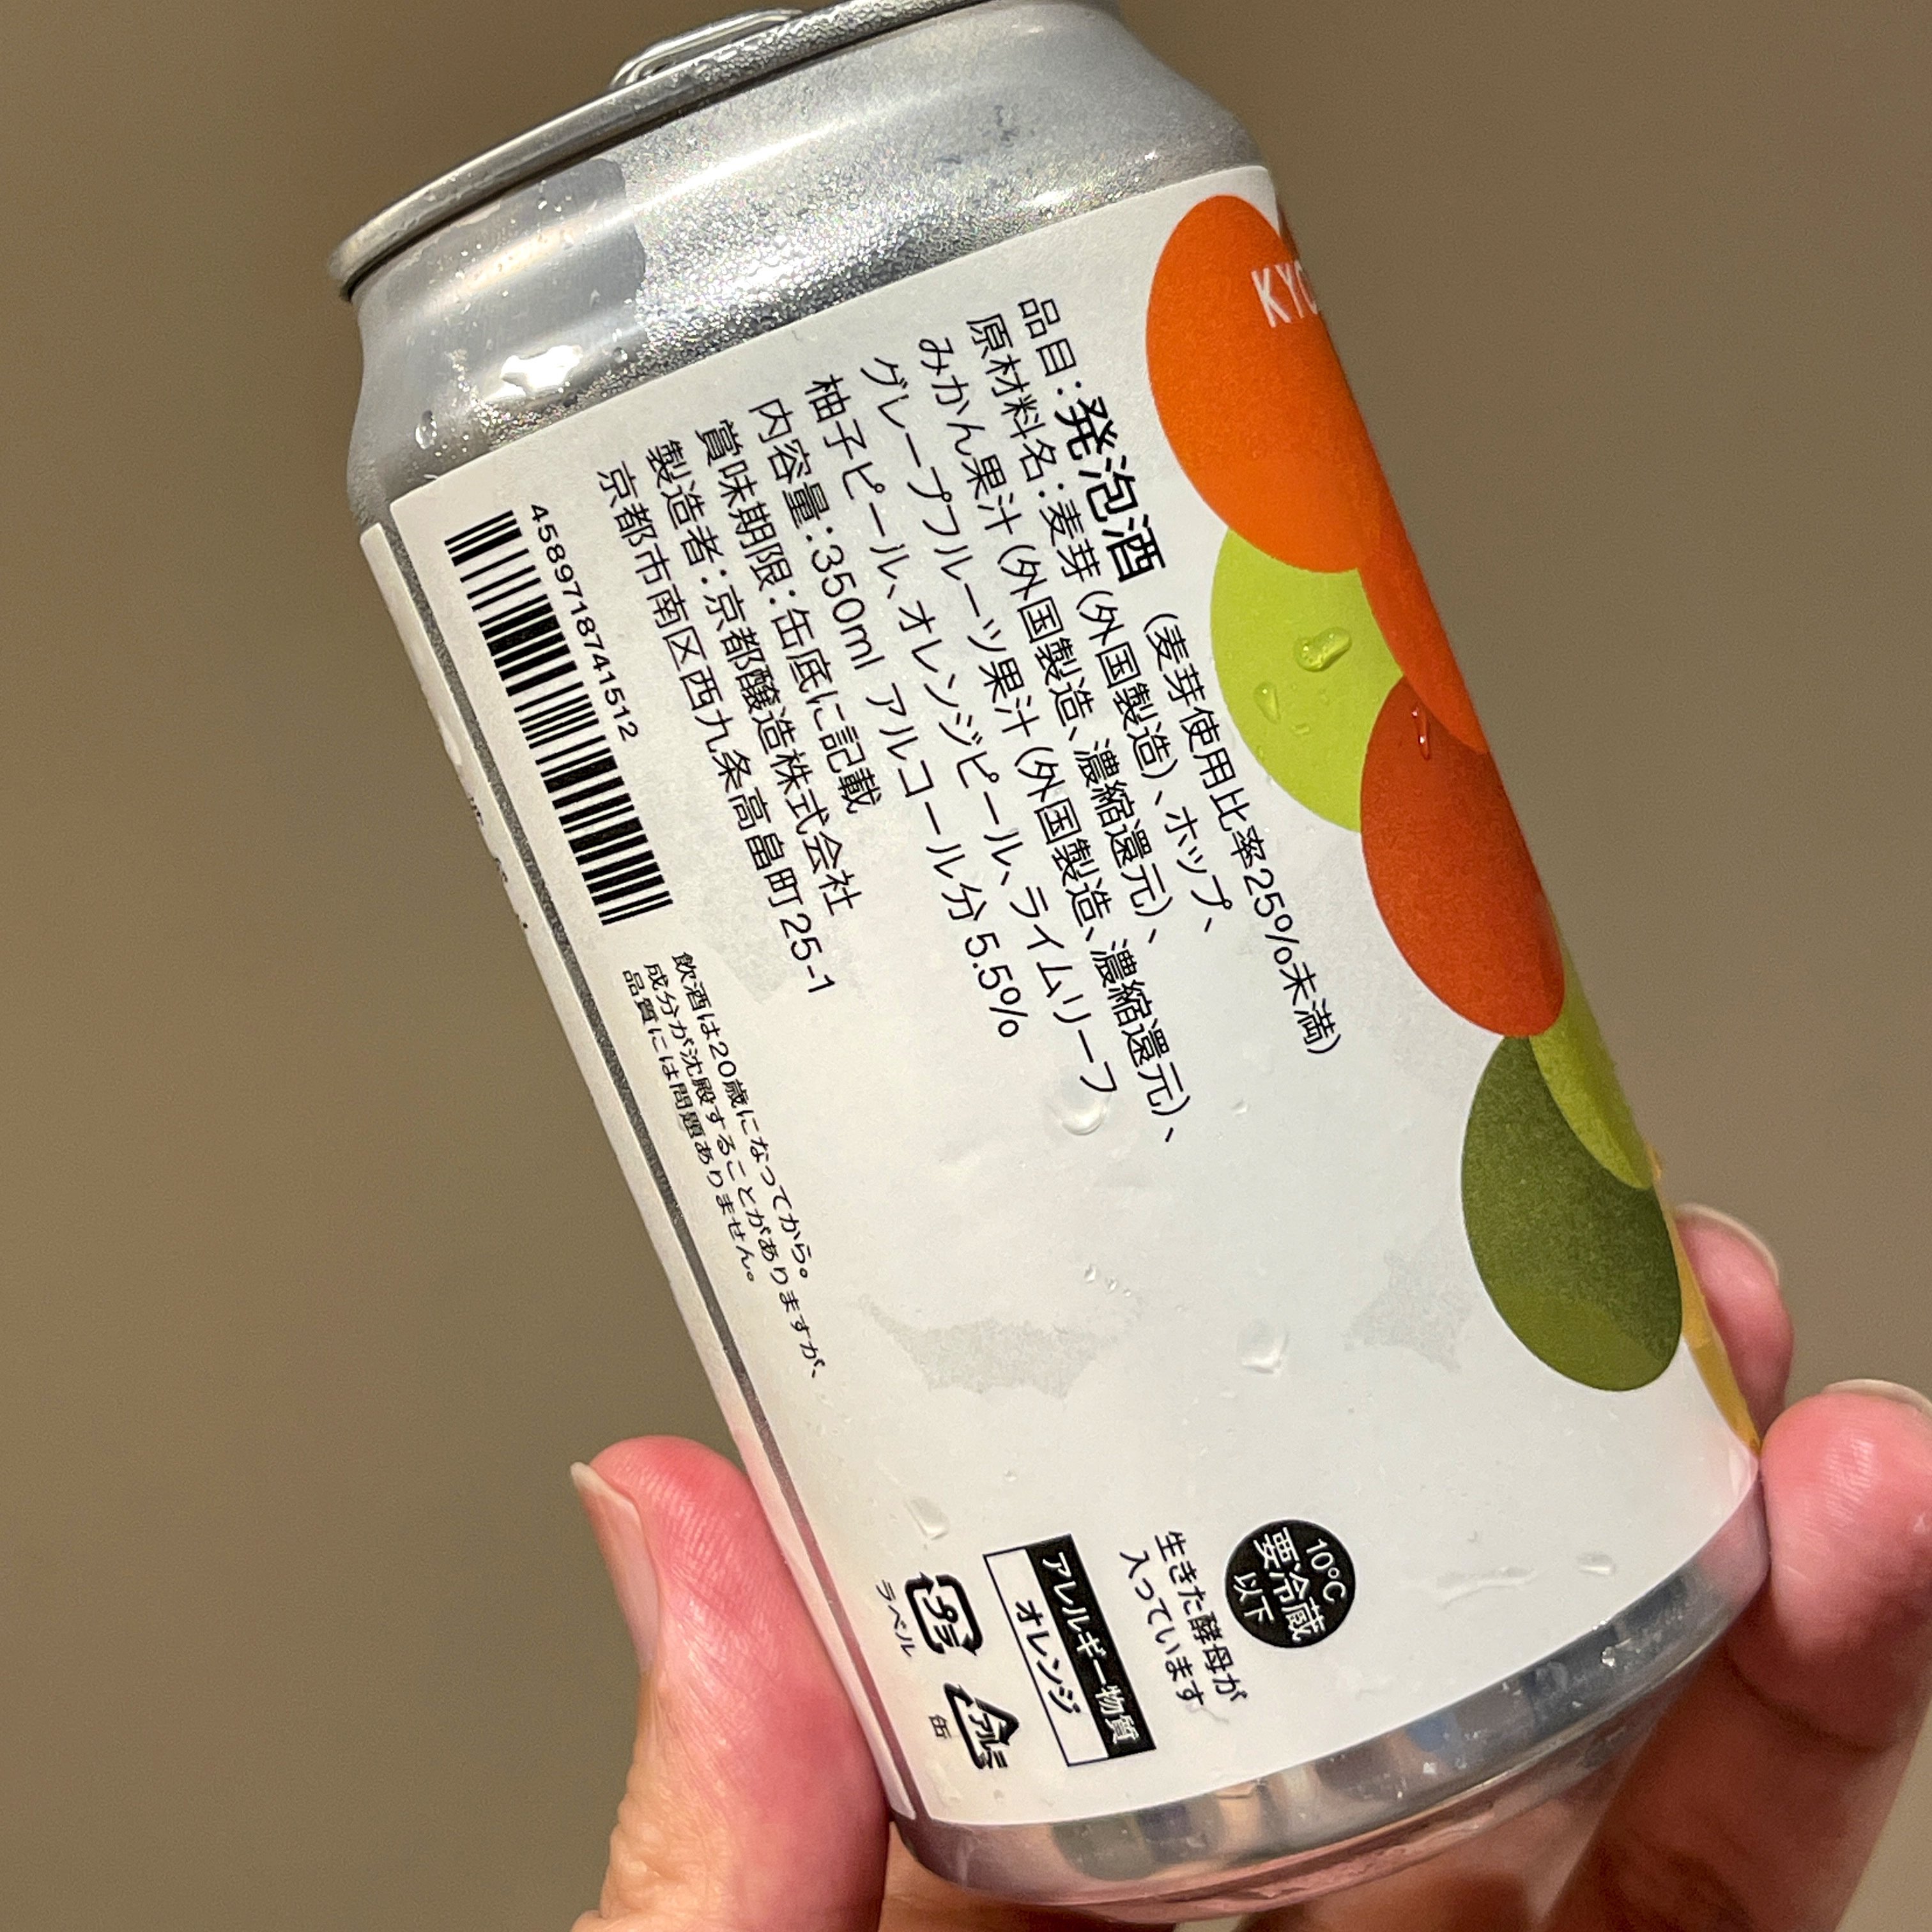 KYO
品目：発泡酒 （麦芽使用比率25%未満）
原材料名：麦芽（外国製造）、ホップ、
みかん果汁（外国製造、濃縮還元）、
グレープフルーツ果汁（外国製造、濃縮還元）、
柚子ピール、オレンジピール、ライムリーフ
内容量：350ml アルコール分 5.5%
賞味期限：缶底に記載
製造者：京都醸造株式会社
京都市南区西九条高畠町25-1
4589718741512
飲酒は20歳になってから。
成分が沈殿することがありますが、
品質には問題ありません。
10℃
要冷蔵
以下
生きた酵母が
入っています
アレルギー物質
オレンジ
プラ
ラベル
アルミ
缶